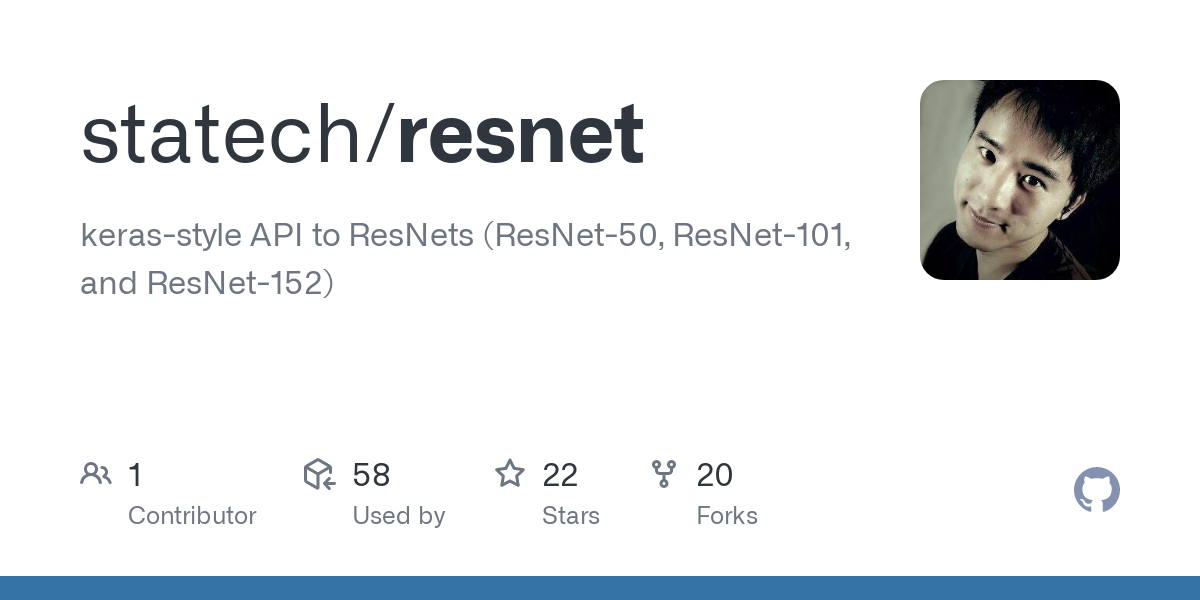 statech/resnet
keras-style API to ResNets (ResNet-50, ResNet-101,
and ResNet-152)
1
Contributor
58
Used by
22
Stars
20
Forks